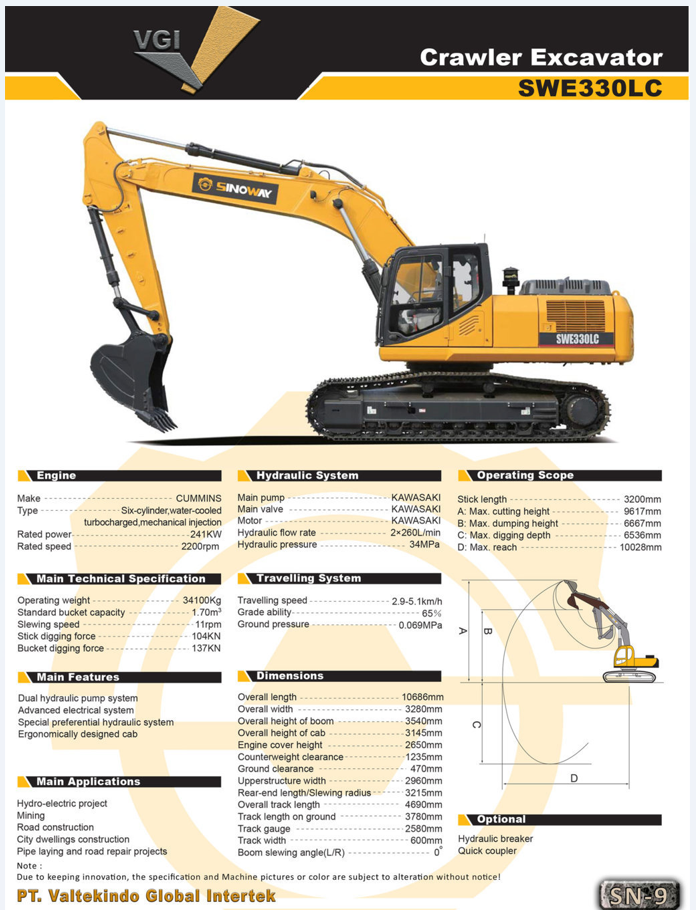 VGI
Crawler Excavator
SWE330LC
SINOWAY
SWE330LC
Engine
Make CUMMINS
Type Six-cylinder,water-cooled
turbocharged,mechanical injection
Rated power 241KW
Rated speed 2200rpm
Main Technical Specification
Operating weight 34100Kg
Standard bucket capacity 1.70m³
Slewing speed 11rpm
Stick digging force 104KN
Bucket digging force 137KN
Main Features
Dual hydraulic pump system
Advanced electrical system
Special preferential hydraulic system
Ergonomically designed cab
Main Applications
Hydro-electric project
Mining
Road construction
City dwellings construction
Pipe laying and road repair projects
Hydraulic System
Main pump KAWASAKI
Main valve KAWASAKI
Motor KAWASAKI
Hydraulic flow rate 2×260L/min
Hydraulic pressure 34MPa
Travelling System
Travelling speed 2.9-5.1km/h
Grade ability 65%
Ground pressure 0.069MPa
Dimensions
Overall length 10686mm
Overall width 3280mm
Overall height of boom 3540mm
Overall height of cab 3145mm
Engine cover height 2650mm
Counterweight clearance 1235mm
Ground clearance 470mm
Upperstructure width 2960mm
Rear-end length/Slewing radius 3215mm
Overall track length 4690mm
Track length on ground 3780mm
Track gauge 2580mm
Track width 600mm
Boom slewing angle(L/R) 0°
Operating Scope
Stick length 3200mm
A: Max. cutting height 9617mm
B: Max. dumping height 6667mm
C: Max. digging depth 6536mm
D: Max. reach 10028mm
A
B
C
D
Optional
Hydraulic breaker
Quick coupler
Note :
Due to keeping innovation, the specification and Machine pictures or color are subject to alteration without notice!
PT. Valtekindo Global Intertek
SN-9